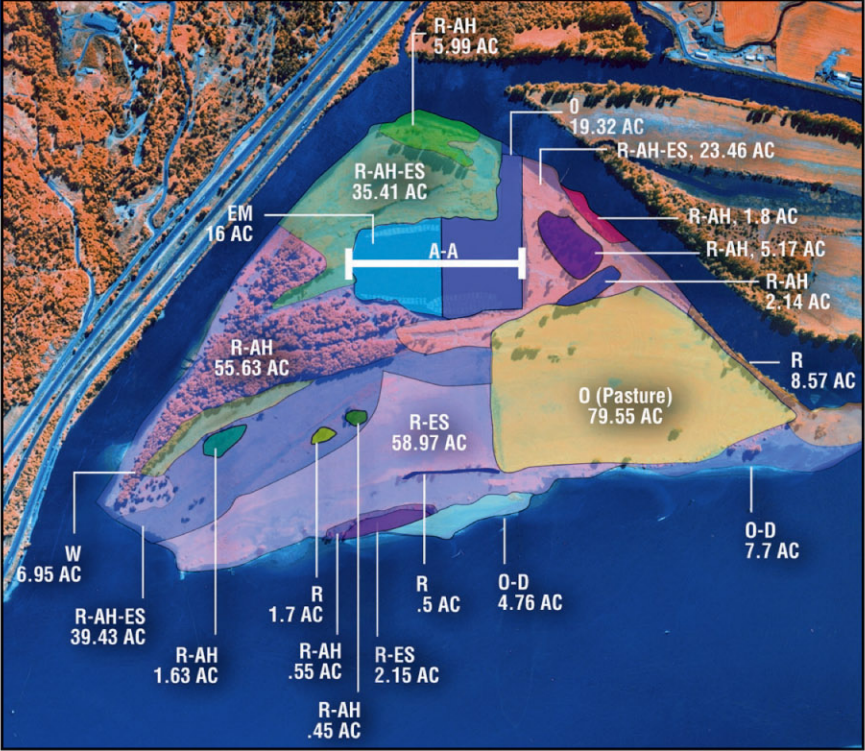 R-AH
5.99 AC
O
19.32 AC
R-AH-ES, 23.46 AC
R-AH-ES
35.41 AC
EM
16 AC
R-AH, 1.8 AC
A-A
R-AH, 5.17 AC
R-AH
2.14 AC
R-AH
55.63 AC
R
8.57 AC
O (Pasture)
79.55 AC
R-ES
58.97 AC
W
6.95 AC
O-D
7.7 AC
R-AH-ES
39.43 AC
R
1.7 AC
R
.5 AC
O-D
4.76 AC
R-AH
1.63 AC
R-AH
.55 AC
R-ES
2.15 AC
R-AH
.45 AC